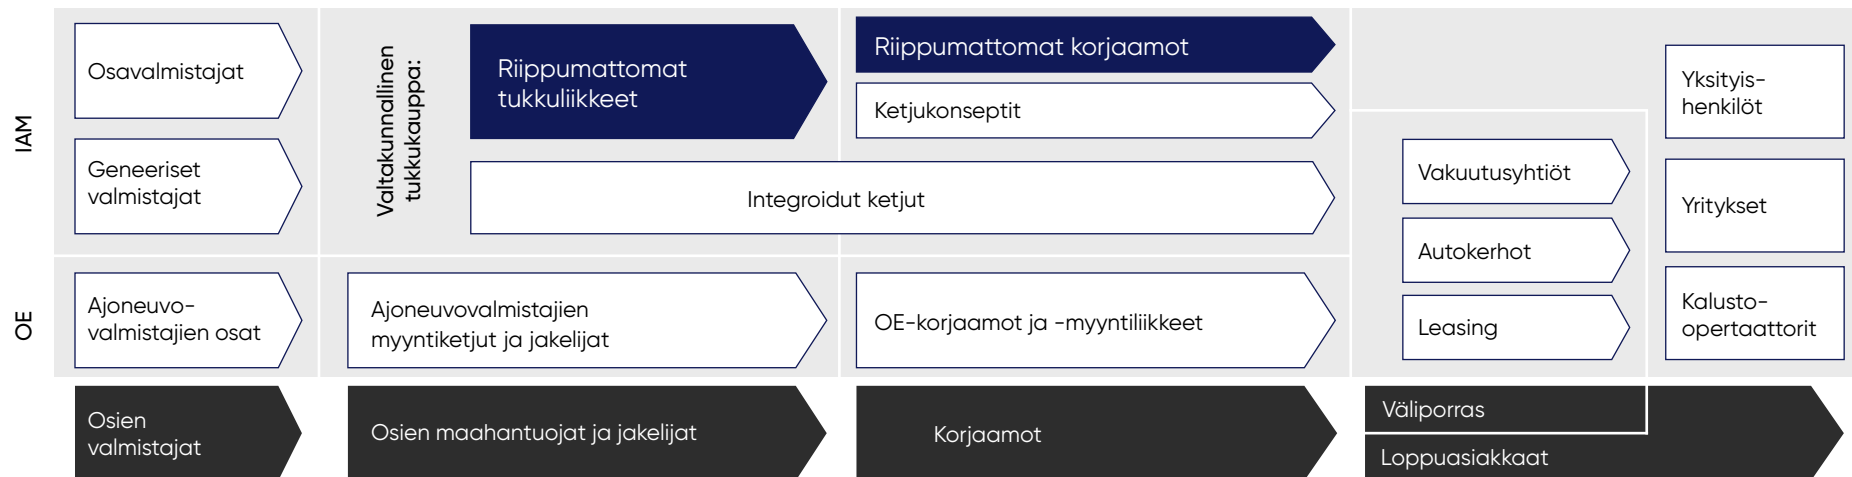 IAM
Osavalmistajat
Geneeriset
valmistajat
Valtakunnallinen
tukkukauppa:
Riippumattomat
tukkuliikkeet
Riippumattomat korjaamot
Ketjukonseptit
Integroidut ketjut
Vakuutusyhtiöt
Autokerhot
Leasing
Yksityis-
henkilöt
Yritykset
Kalusto-
opertaattorit
OE
Ajoneuvo-
valmistajien osat
Ajoneuvovalmistajien
myyntiketjut ja jakelijat
OE-korjaamot ja -myyntiliikkeet
Osien
valmistajat
Osien maahantuojat ja jakelijat
Korjaamot
Väliporras
Loppuasiakkaat